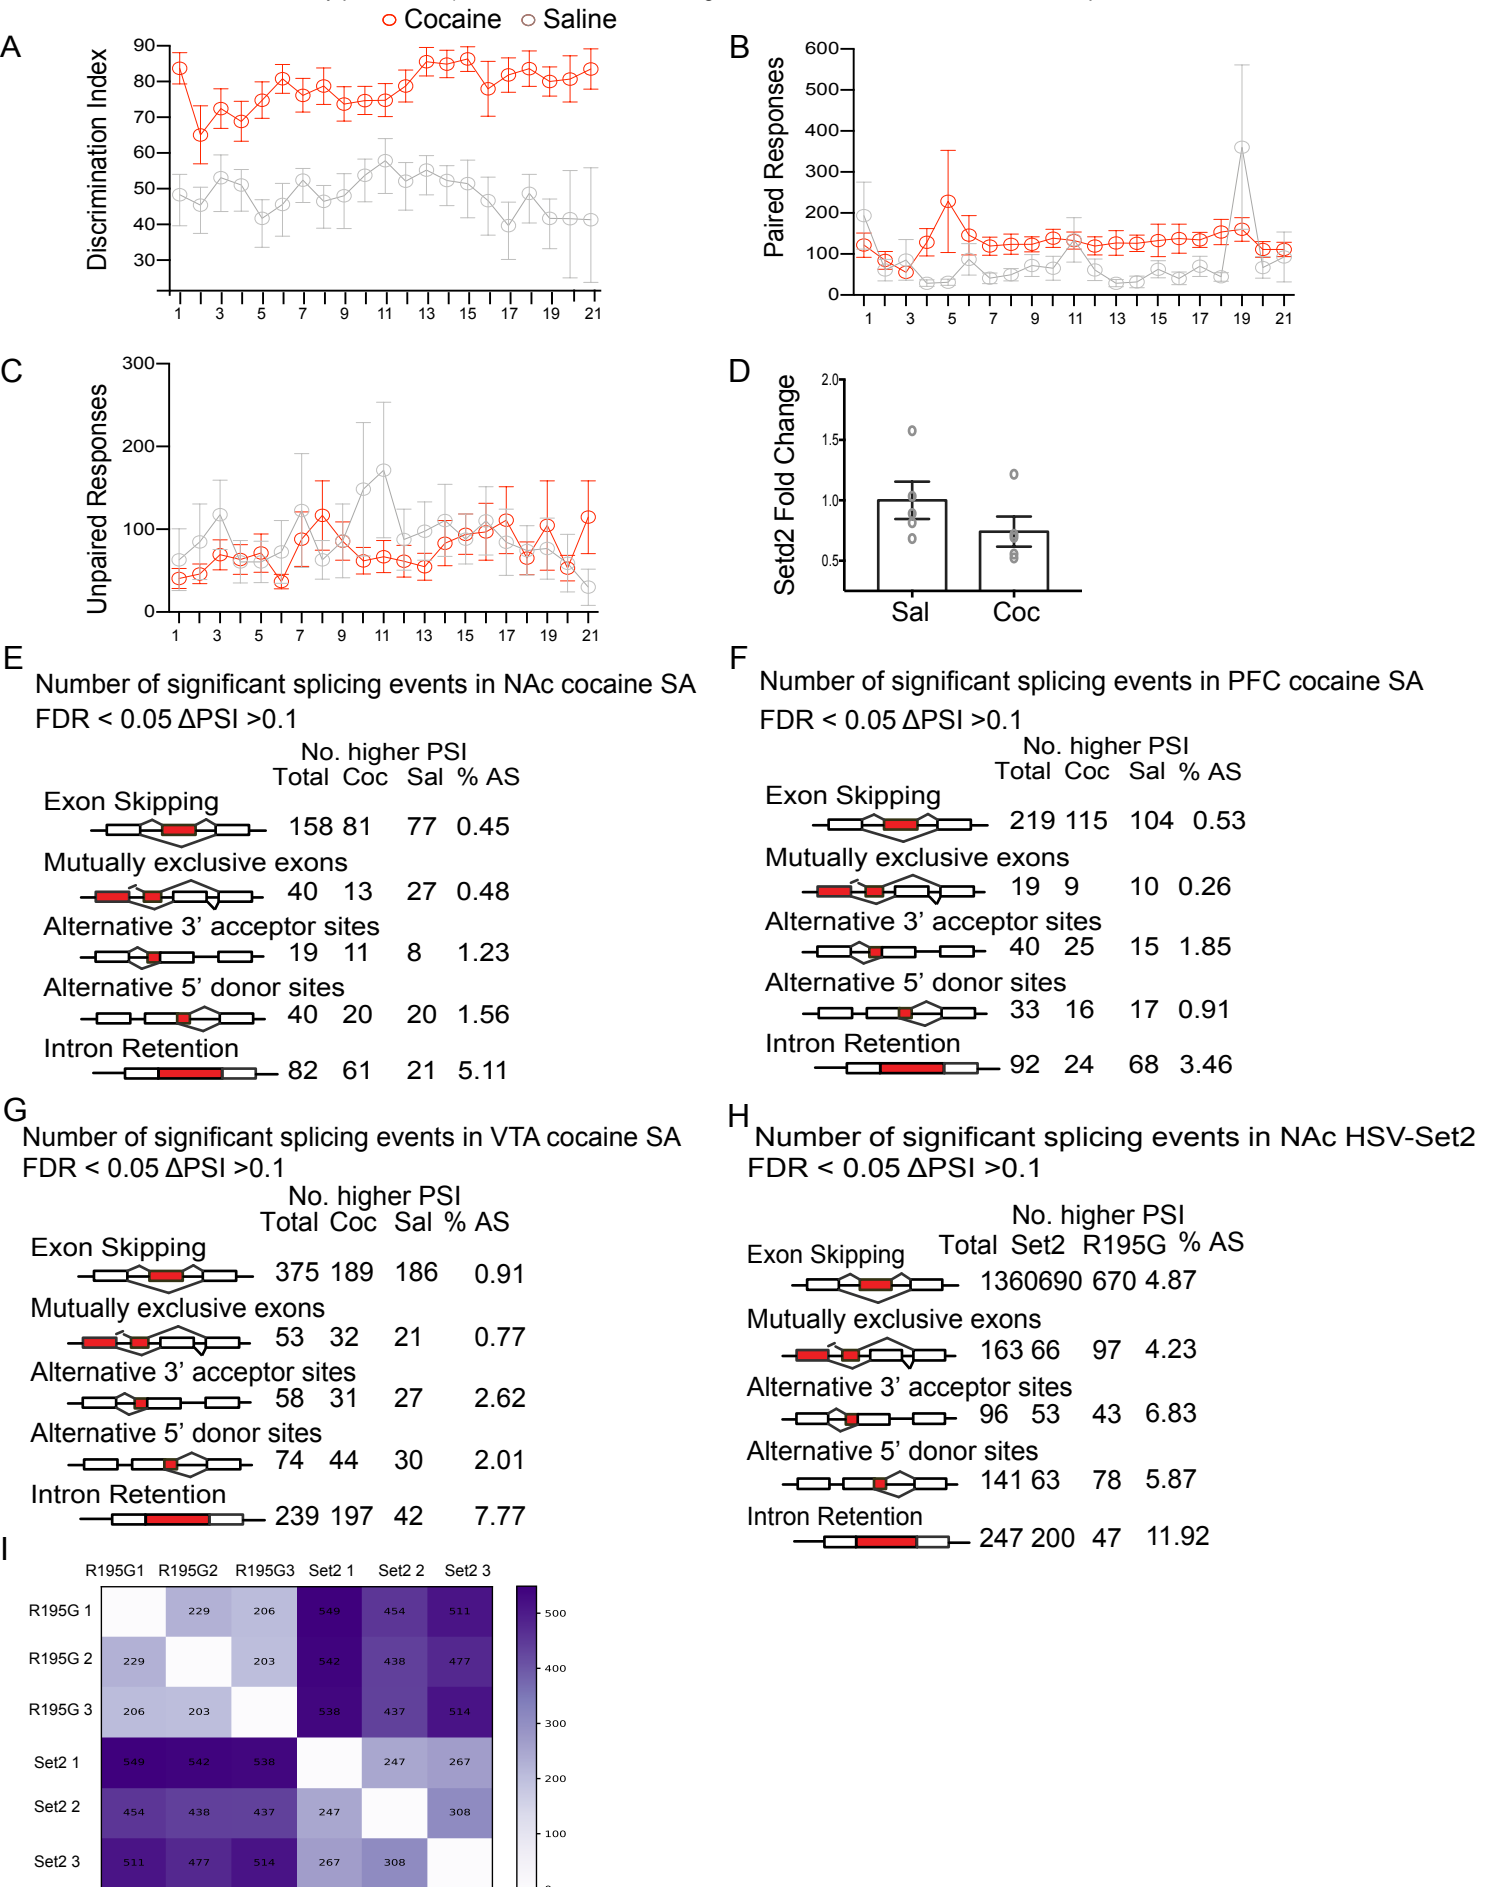 Cocaine Saline
A
Discrimination Index
90
80
70
60
50
40
30
1 3 5 7 9 11 13 15 17 19 21
B
Paired Responses
600
500
400
300
200
100
0
1 3 5 7 9 11 13 15 17 19 21
C
Unpaired Responses
300
200
100
0
1 3 5 7 9 11 13 15 17 19 21
D
Setd2 Fold Change
2.0
1.5
1.0
0.5
Sal Coc
E
Number of significant splicing events in NAc cocaine SA
FDR < 0.05 ΔPSI >0.1
No. higher PSI
Total Coc Sal % AS
Exon Skipping
158 81 77 0.45
Mutually exclusive exons
40 13 27 0.48
Alternative 3’ acceptor sites
19 11 8 1.23
Alternative 5’ donor sites
40 20 20 1.56
Intron Retention
82 61 21 5.11
F
Number of significant splicing events in PFC cocaine SA
FDR < 0.05 ΔPSI >0.1
No. higher PSI
Total Coc Sal % AS
Exon Skipping
219 115 104 0.53
Mutually exclusive exons
19 9 10 0.26
Alternative 3’ acceptor sites
40 25 15 1.85
Alternative 5’ donor sites
33 16 17 0.91
Intron Retention
92 24 68 3.46
G
Number of significant splicing events in VTA cocaine SA
FDR < 0.05 ΔPSI >0.1
No. higher PSI
Total Coc Sal % AS
Exon Skipping
375 189 186 0.91
Mutually exclusive exons
53 32 21 0.77
Alternative 3’ acceptor sites
58 31 27 2.62
Alternative 5’ donor sites
74 44 30 2.01
Intron Retention
239 197 42 7.77
H
Number of significant splicing events in NAc HSV-Set2
FDR < 0.05 ΔPSI >0.1
No. higher PSI
Total Set2 R195G % AS
Exon Skipping
1360690 670 4.87
Mutually exclusive exons
163 66 97 4.23
Alternative 3’ acceptor sites
96 53 43 6.83
Alternative 5’ donor sites
141 63 78 5.87
Intron Retention
247 200 47 11.92
I
R195G1 R195G2 R195G3 Set2 1 Set2 2 Set2 3
R195G 1 229 206 549 454 511
R195G 2 229 203 542 438 477
R195G 3 206 203 538 437 514
Set2 1 549 542 538 247 267
Set2 2 454 438 437 247 308
Set2 3 511 477 514 267 308
500
400
300
200
100